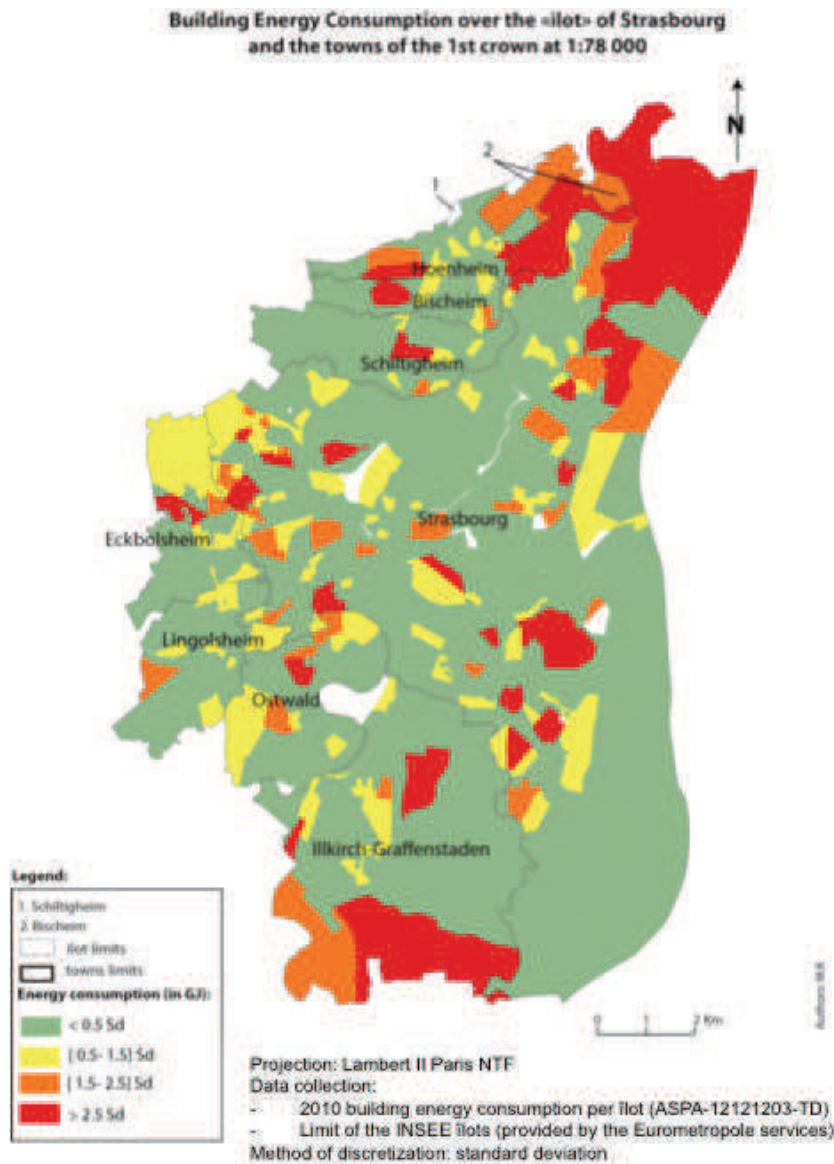 Building Energy Consumption over the «ilot» of Strasbourg
and the towns of the 1st crown at 1:78 000
N
2
1
Hoenheim
Bischeim
Schiltigheim
Strasbourg
Eckbolsheim
Lingolsheim
Ostwald
Illkirch-Graffenstaden
Legend:
1. Schiltigheim
2. Bischeim
ilot limits
towns limits
Energy consumption (in GJ):
< 0.5 Sd
[ 0.5- 1.5[ Sd
[ 1.5- 2.5[ Sd
> 2.5 Sd
0 1 2 Km
Authors: M.R
Projection: Lambert II Paris NTF
Data collection:
- 2010 building energy consumption per îlot (ASPA-12121203-TD)
- Limit of the INSEE îlots (provided by the Eurometropole services)
Method of discretization: standard deviation